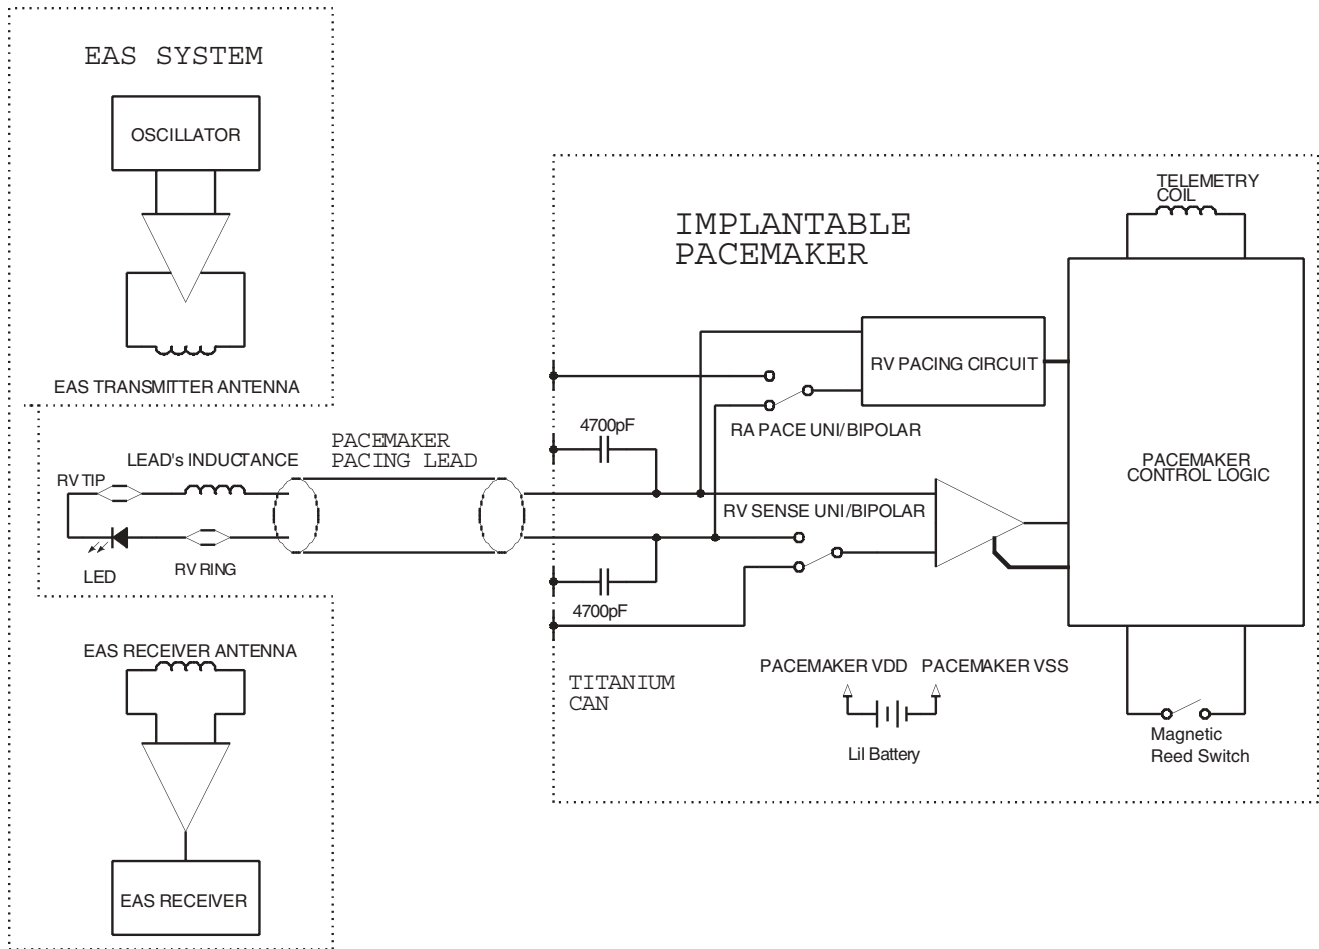 EAS SYSTEM
OSCILLATOR
EAS TRANSMITTER ANTENNA
LEAD's INDUCTANCE
RV TIP
LED
RV RING
PACEMAKER
PACING LEAD
EAS RECEIVER ANTENNA
EAS RECEIVER
IMPLANTABLE
PACEMAKER
TELEMETRY
COIL
RV PACING CIRCUIT
RA PACE UNI/BIPOLAR
4700pF
RV SENSE UNI/BIPOLAR
PACEMAKER
CONTROL LOGIC
4700pF
TITANIUM
CAN
PACEMAKER VDD
PACEMAKER VSS
Lil Battery
Magnetic
Reed Switch